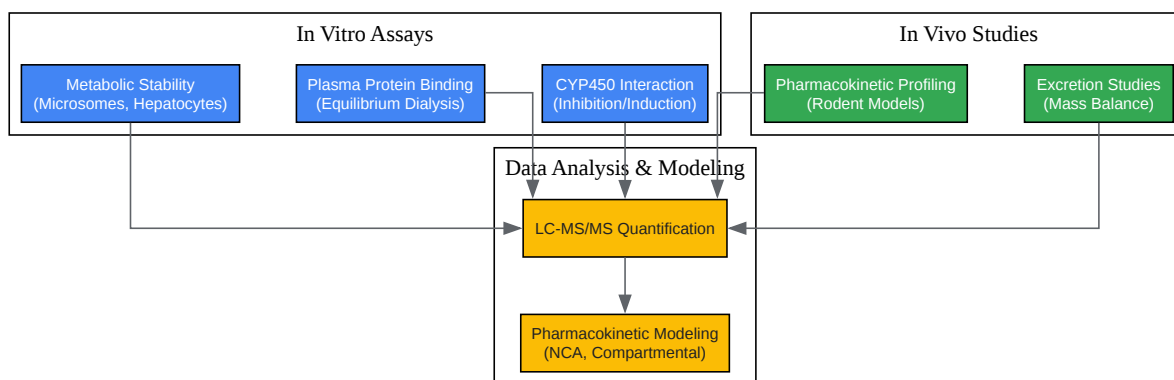 In Vitro Assays
Metabolic Stability
(Microsomes, Hepatocytes)
Plasma Protein Binding
(Equilibrium Dialysis)
CYP450 Interaction
(Inhibition/Induction)
In Vivo Studies
Pharmacokinetic Profiling
(Rodent Models)
Excretion Studies
(Mass Balance)
Data Analysis & Modeling
LC-MS/MS Quantification
Pharmacokinetic Modeling
(NCA, Compartmental)